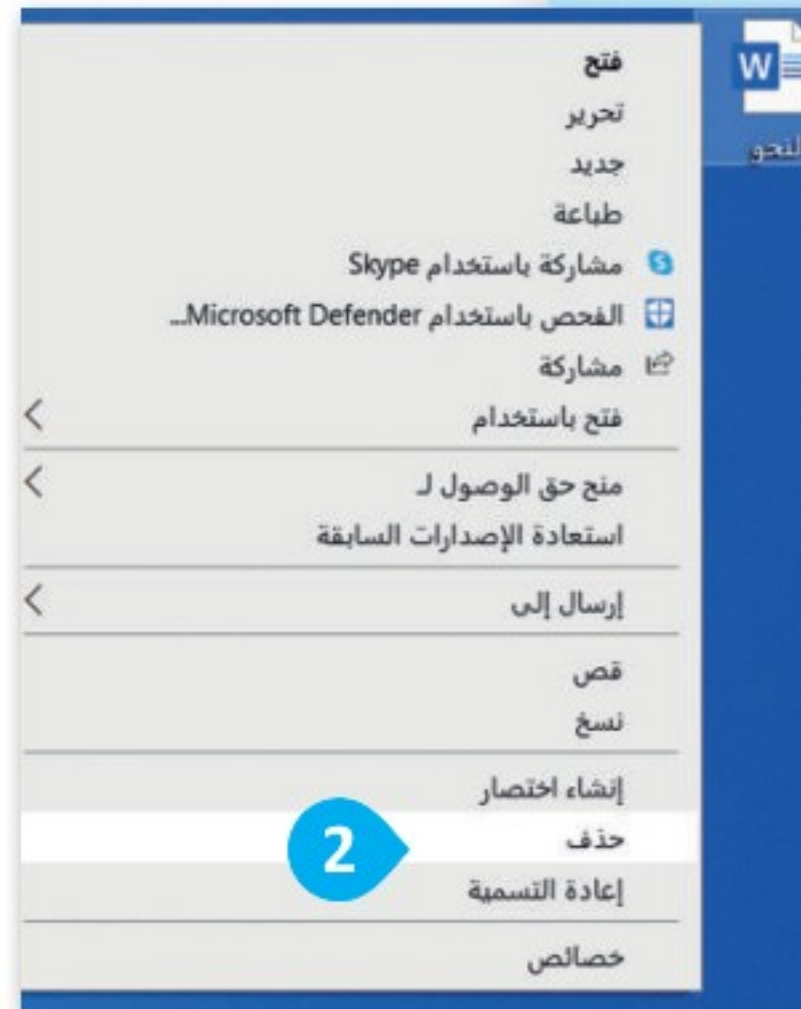 فتح
W
النحو
تحرير
جديد
طباعة
مشاركة باستخدام Skype
الفحص باستخدام Microsoft Defender...
مشاركة
فتح باستخدام
منح حق الوصول لـ
استعادة الإصدارات السابقة
إرسال إلى
قص
نسخ
إنشاء اختصار
حذف
2
إعادة التسمية
خصائص